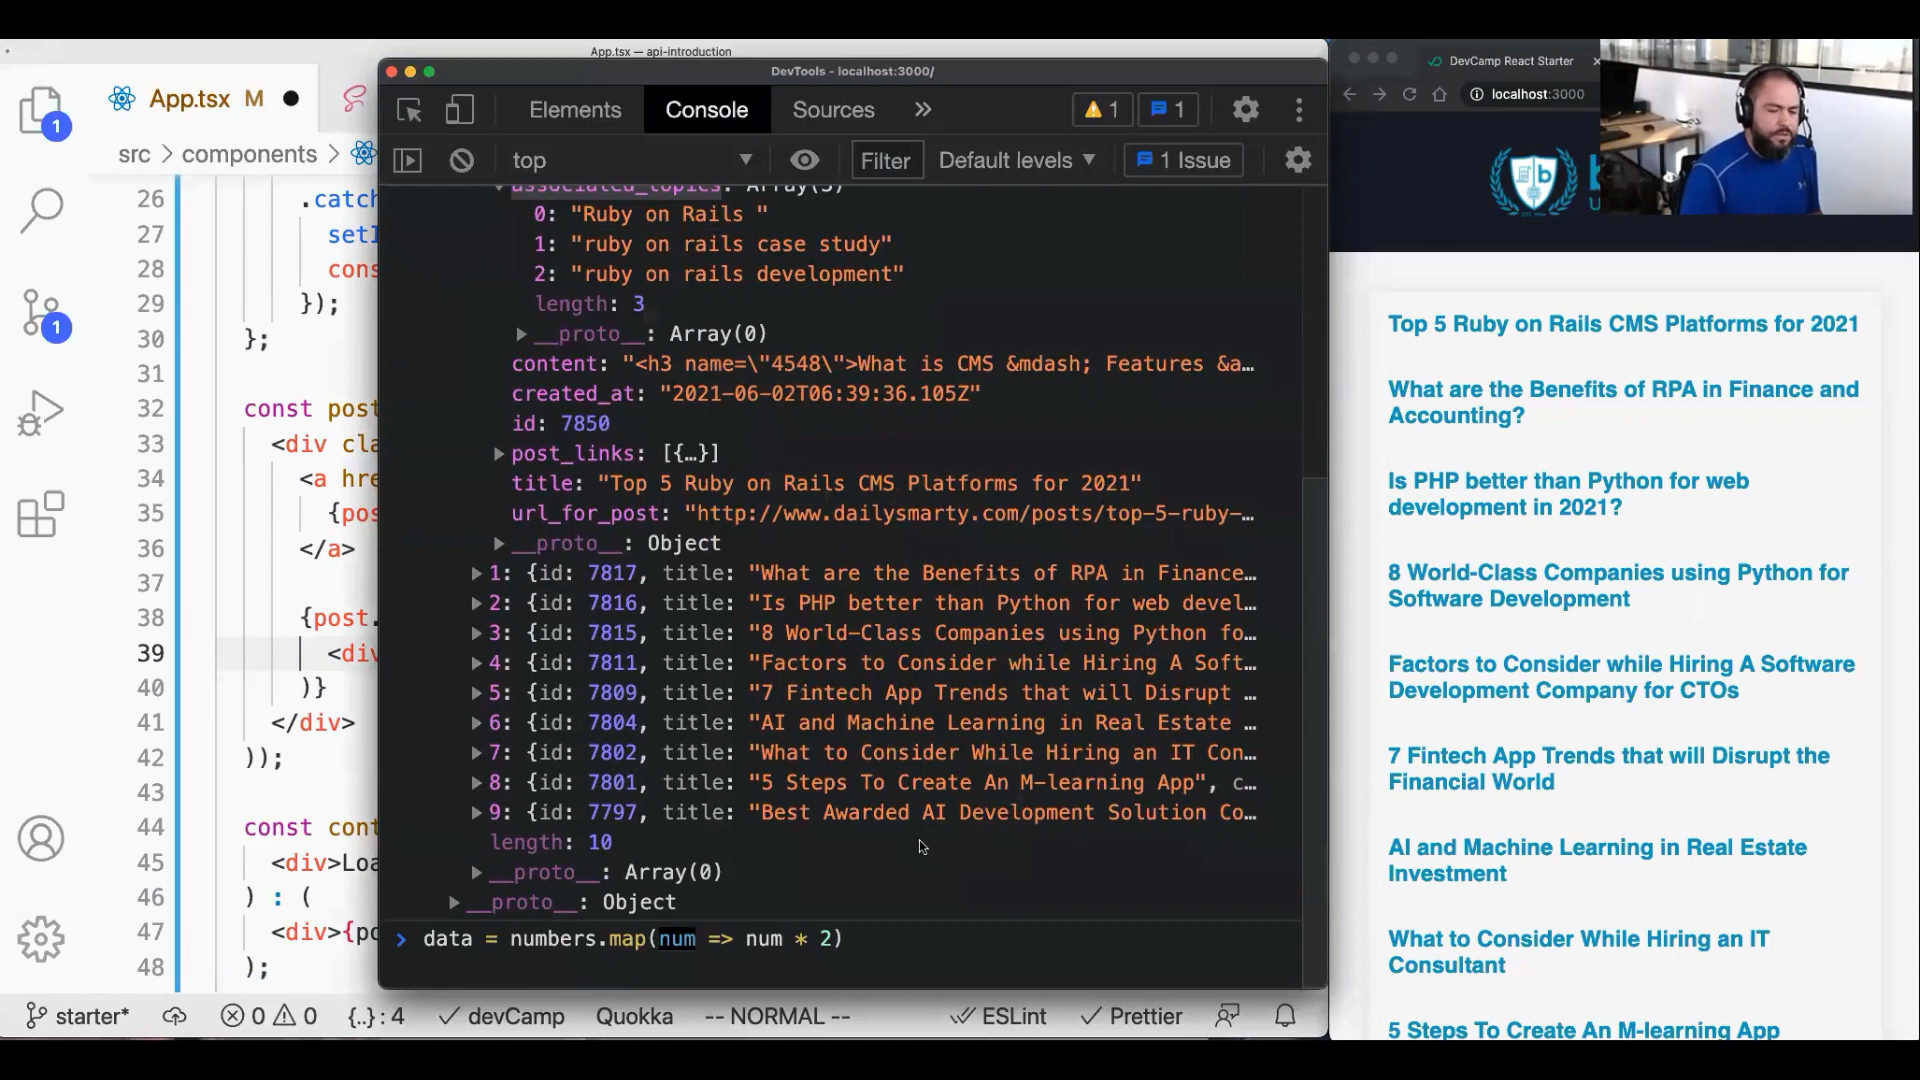 App.tsx — api-introduction
App.tsx M
src > components >
26 .catch
27 setI
28 cons
29 });
30 };
31
32 const post
33 <div cla
34 <a hre
35 {pos
36 </a>
37
38 {post.
39 <div
40 )}
41 </div>
42 ));
43
44 const cont
45 <div>Loa
46 ) : (
47 <div>{po
48 );
1
1
starter* 0 0 {..} : 4 devCamp Quokka -- NORMAL -- ESLint Prettier
DevTools - localhost:3000/
Elements Console Sources » 1 1
top Filter Default levels 1 Issue
associated_topics: Array(3)
0: "Ruby on Rails "
1: "ruby on rails case study"
2: "ruby on rails development"
length: 3
__proto__: Array(0)
content: "<h3 name=\"4548\">What is CMS &mdash; Features &a…
created_at: "2021-06-02T06:39:36.105Z"
id: 7850
post_links: [{…}]
title: "Top 5 Ruby on Rails CMS Platforms for 2021"
url_for_post: "http://www.dailysmarty.com/posts/top-5-ruby-…
__proto__: Object
1: {id: 7817, title: "What are the Benefits of RPA in Finance…
2: {id: 7816, title: "Is PHP better than Python for web devel…
3: {id: 7815, title: "8 World-Class Companies using Python fo…
4: {id: 7811, title: "Factors to Consider while Hiring A Soft…
5: {id: 7809, title: "7 Fintech App Trends that will Disrupt …
6: {id: 7804, title: "AI and Machine Learning in Real Estate …
7: {id: 7802, title: "What to Consider While Hiring an IT Con…
8: {id: 7801, title: "5 Steps To Create An M-learning App", c…
9: {id: 7797, title: "Best Awarded AI Development Solution Co…
length: 10
__proto__: Array(0)
__proto__: Object
> data = numbers.map(num => num * 2)
DevCamp React Starter
localhost:3000
b
Top 5 Ruby on Rails CMS Platforms for 2021
What are the Benefits of RPA in Finance and
Accounting?
Is PHP better than Python for web
development in 2021?
8 World-Class Companies using Python for
Software Development
Factors to Consider while Hiring A Software
Development Company for CTOs
7 Fintech App Trends that will Disrupt the
Financial World
AI and Machine Learning in Real Estate
Investment
What to Consider While Hiring an IT
Consultant
5 Steps To Create An M-learning App